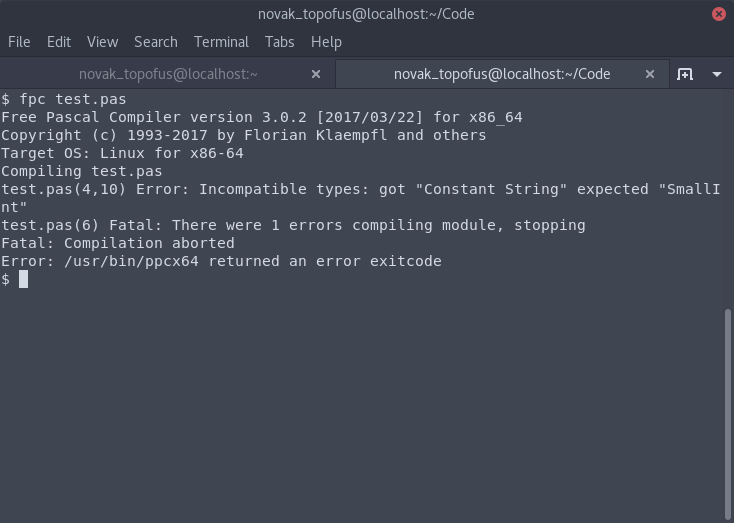 novak_topofus@localhost:~/Code
File Edit View Search Terminal Tabs Help
novak_topofus@localhost:~ novak_topofus@localhost:~/Code
$ fpc test.pas
Free Pascal Compiler version 3.0.2 [2017/03/22] for x86_64
Copyright (c) 1993-2017 by Florian Klaempfl and others
Target OS: Linux for x86-64
Compiling test.pas
test.pas(4,10) Error: Incompatible types: got "Constant String" expected "SmallI
nt"
test.pas(6) Fatal: There were 1 errors compiling module, stopping
Fatal: Compilation aborted
Error: /usr/bin/ppcx64 returned an error exitcode
$